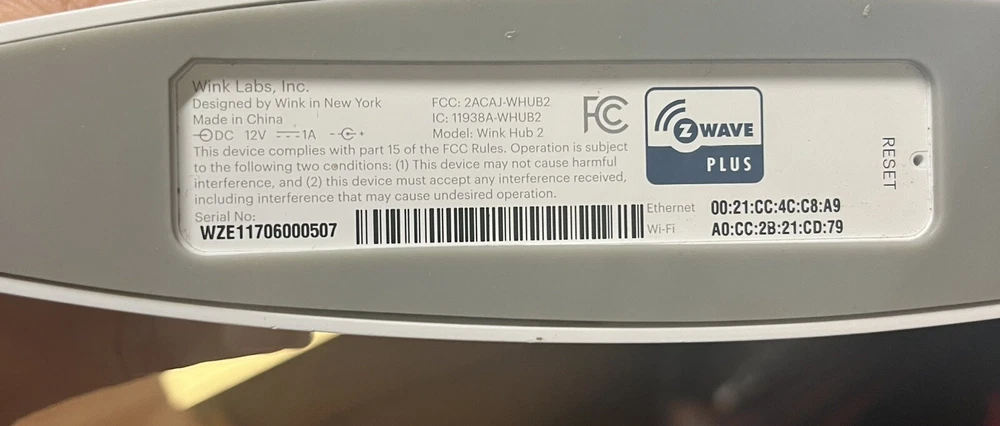 Wink Labs, Inc.
Designed by Wink in New York
Made in China
DC 12V 1A - +
This device complies with part 15 of the FCC Rules. Operation is subject
to the following two conditions: (1) This device may not cause harmful
interference, and (2) this device must accept any interference received,
including interference that may cause undesired operation.
Serial No:
WZE11706000507
FCC: 2ACAJ-WHUB2
IC: 11938A-WHUB2
Model: Wink Hub 2
FC
Z WAVE
PLUS
Ethernet 00:21:CC:4C:C8:A9
Wi-Fi A0:CC:2B:21:CD:79
RESET